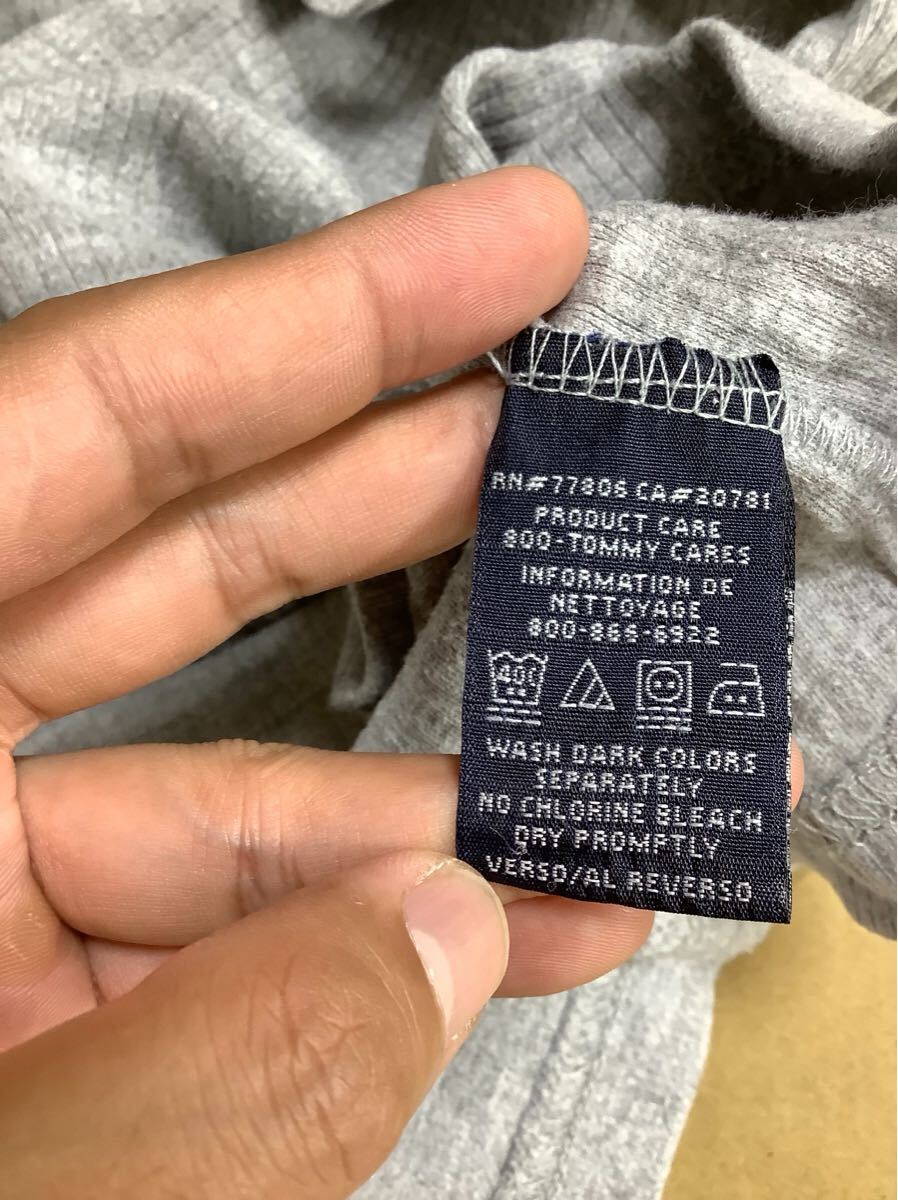 RN#77806 CA#20781
PRODUCT CARE
800-TOMMY CARES
INFORMATION DE
NETTOYAGE
800-866-6922
40C
WASH DARK COLORS
SEPARATELY
NO CHLORINE BLEACH
DRY PROMPTLY
VERSO/AL REVERSO